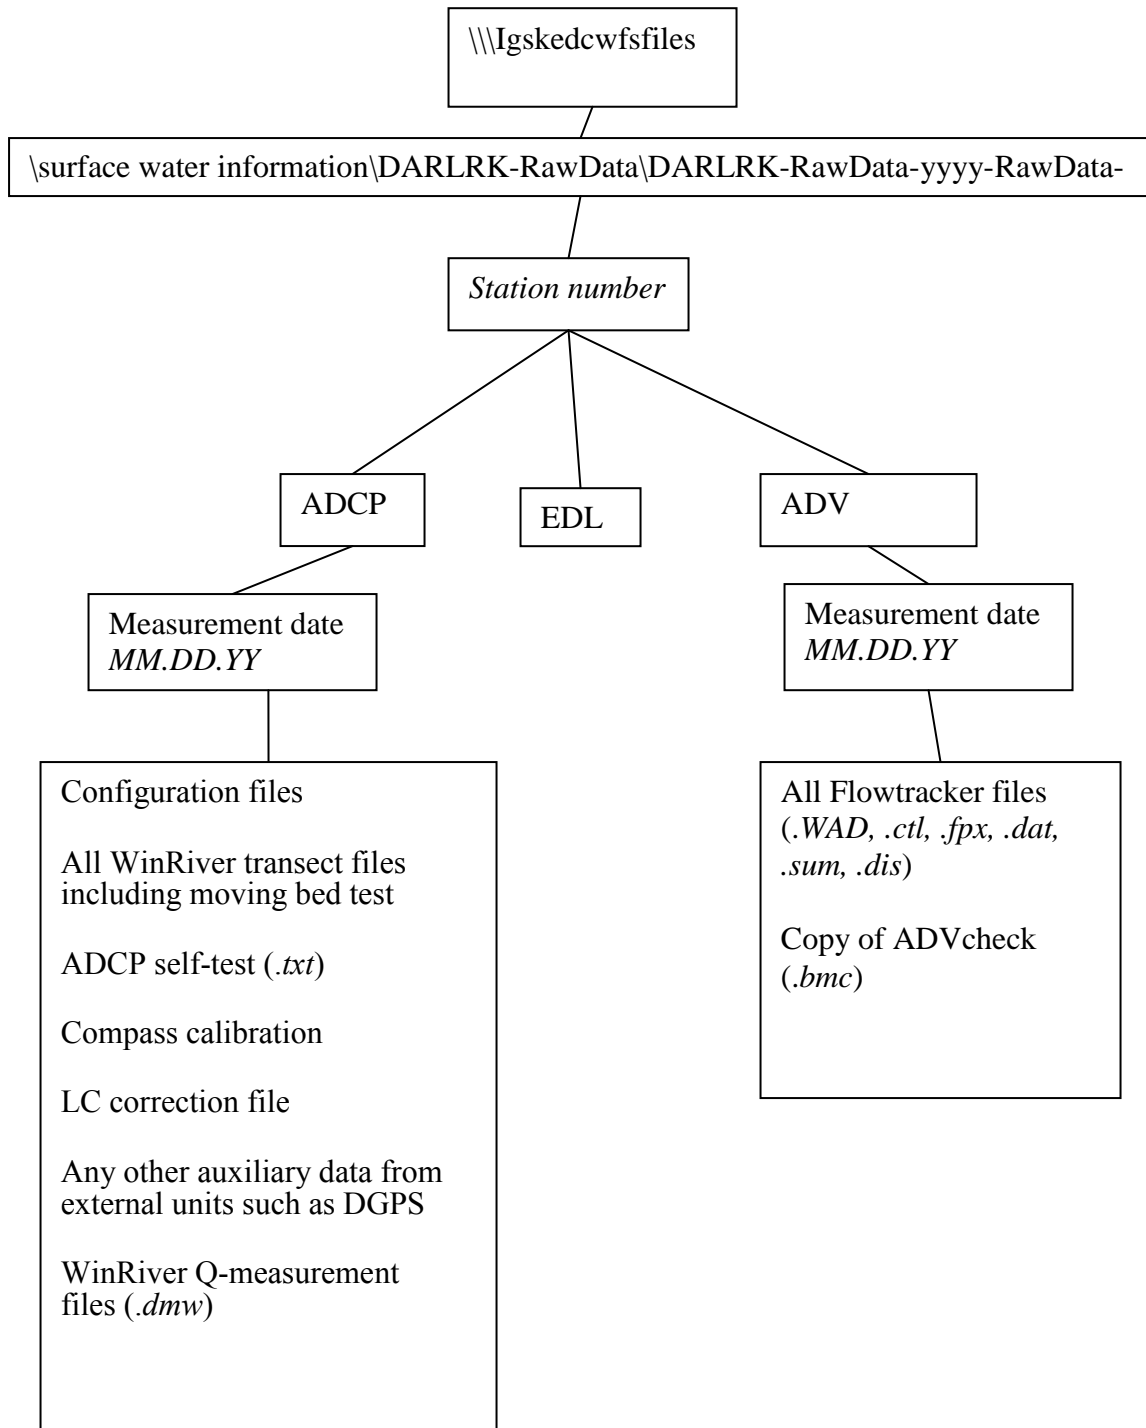 \\\Igskedcwfsfiles
\surface water information\DARLRK-RawData\DARLRK-RawData-yyyy-RawData-
Station number
ADCP
EDL
ADV
Measurement date
MM.DD.YY
Measurement date
MM.DD.YY
Configuration files
All WinRiver transect files
including moving bed test
ADCP self-test (.txt)
Compass calibration
LC correction file
Any other auxiliary data from
external units such as DGPS
WinRiver Q-measurement
files (.dmw)
All Flowtracker files
(.WAD, .ctl, .fpx, .dat,
.sum, .dis)
Copy of ADVcheck
(.bmc)